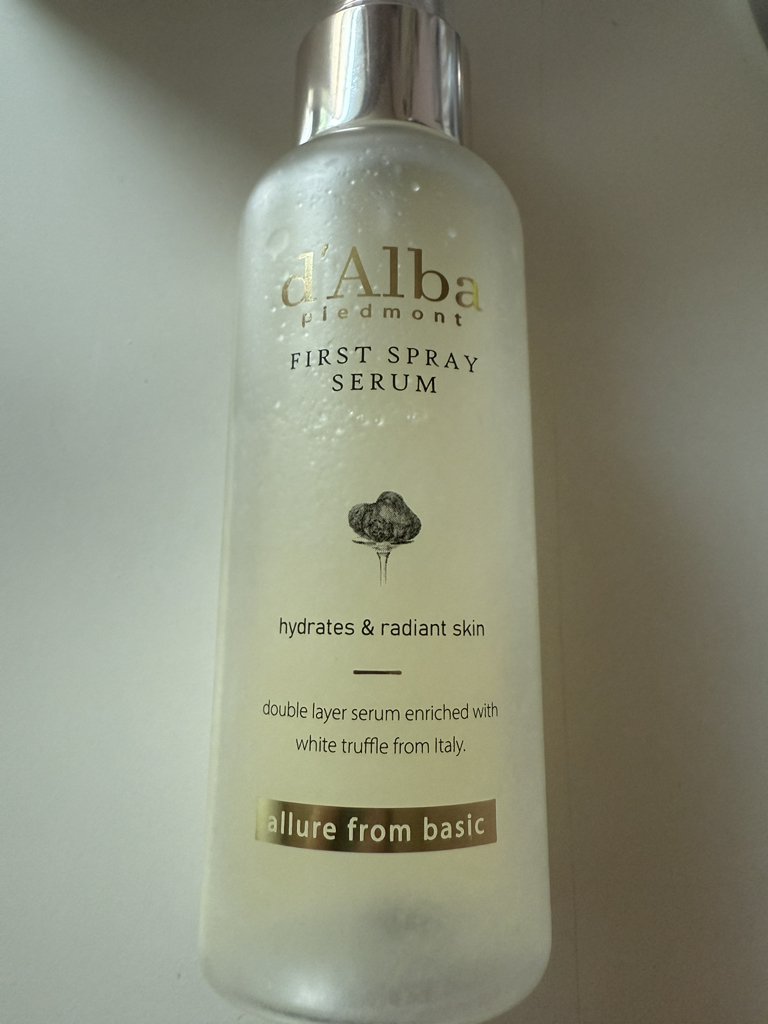 d'Alba
piedmont
FIRST SPRAY
SERUM
hydrates & radiant skin
double layer serum enriched with
white truffle from Italy.
allure from basic